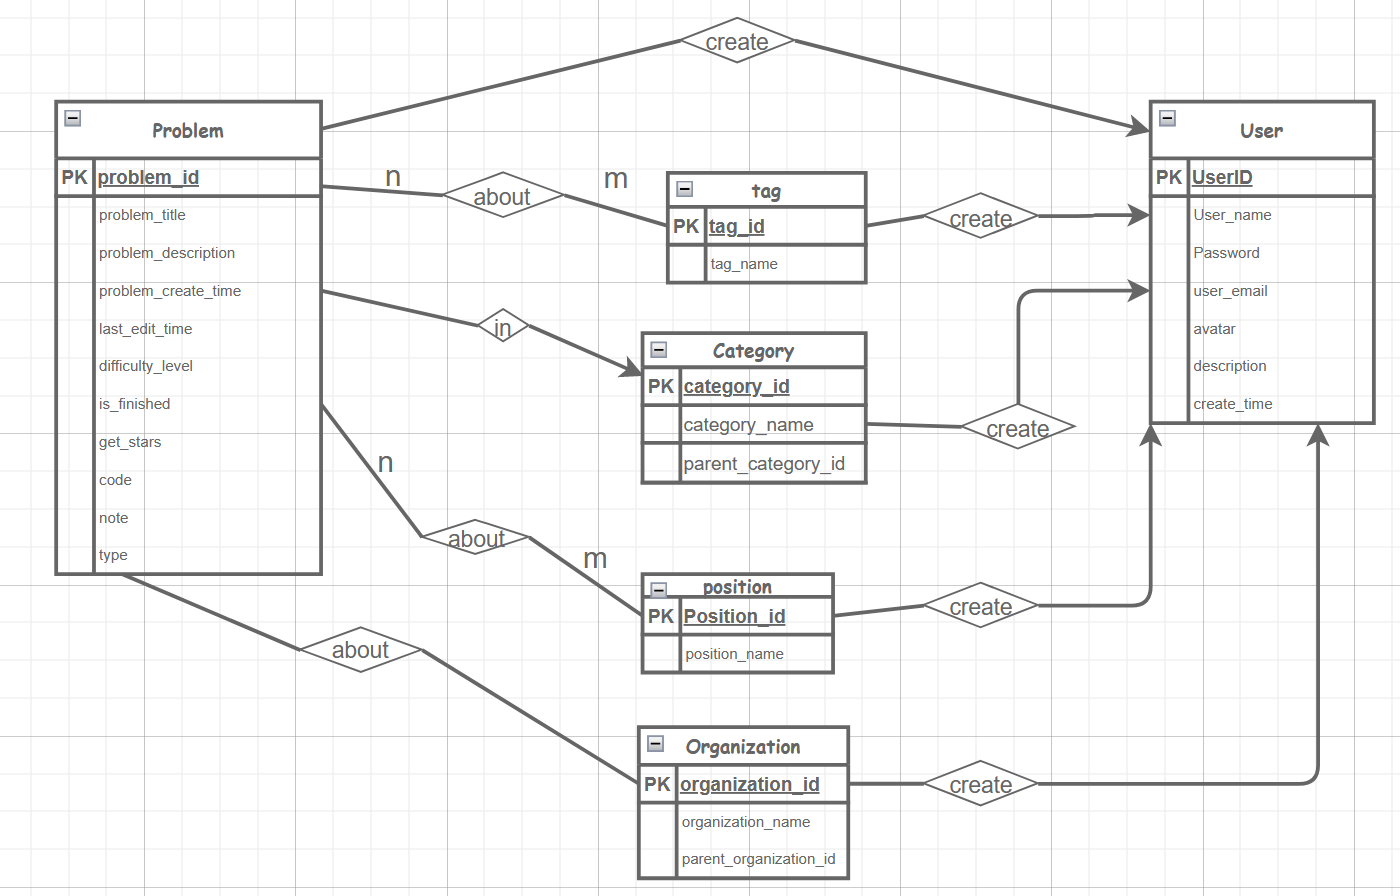 create
Problem
PK problem_id
problem_title
problem_description
problem_create_time
last_edit_time
difficulty_level
is_finished
get_stars
code
note
type
n
about
m
tag
PK tag_id
tag_name
create
User
PK UserID
User_name
Password
user_email
avatar
description
create_time
in
Category
PK category_id
category_name
parent_category_id
create
n
about
m
position
PK Position_id
position_name
create
about
Organization
PK organization_id
organization_name
parent_organization_id
create